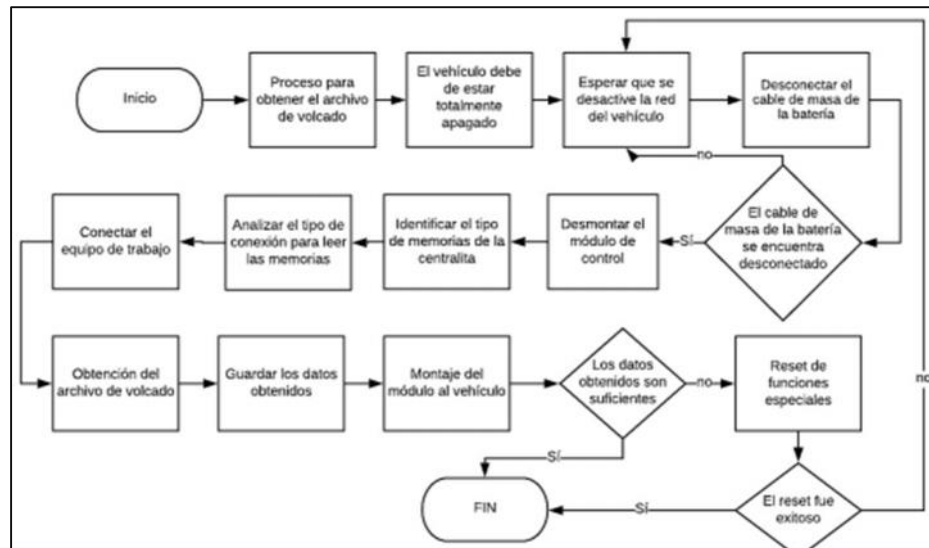 Inicio
Proceso para
obtener el archivo
de volcado
El vehículo debe
de estar
totalmente
apagado
Esperar que se
desactive la red
del vehículo
Desconectar el
cable de masa de
la batería
no
El cable de
masa de la batería
se encuentra
desconectado
Sí
Desmontar el
módulo de
control
Identificar el tipo
de memorias de la
centralita
Analizar el tipo de
conexión para leer
las memorias
Conectar el
equipo de trabajo
Obtención del
archivo de volcado
Guardar los datos
obtenidos
Montaje del
módulo al vehículo
Los datos
obtenidos son
suficientes
no
Reset de
funciones
especiales
no
Sí
FIN
Sí
El reset fue
exitoso